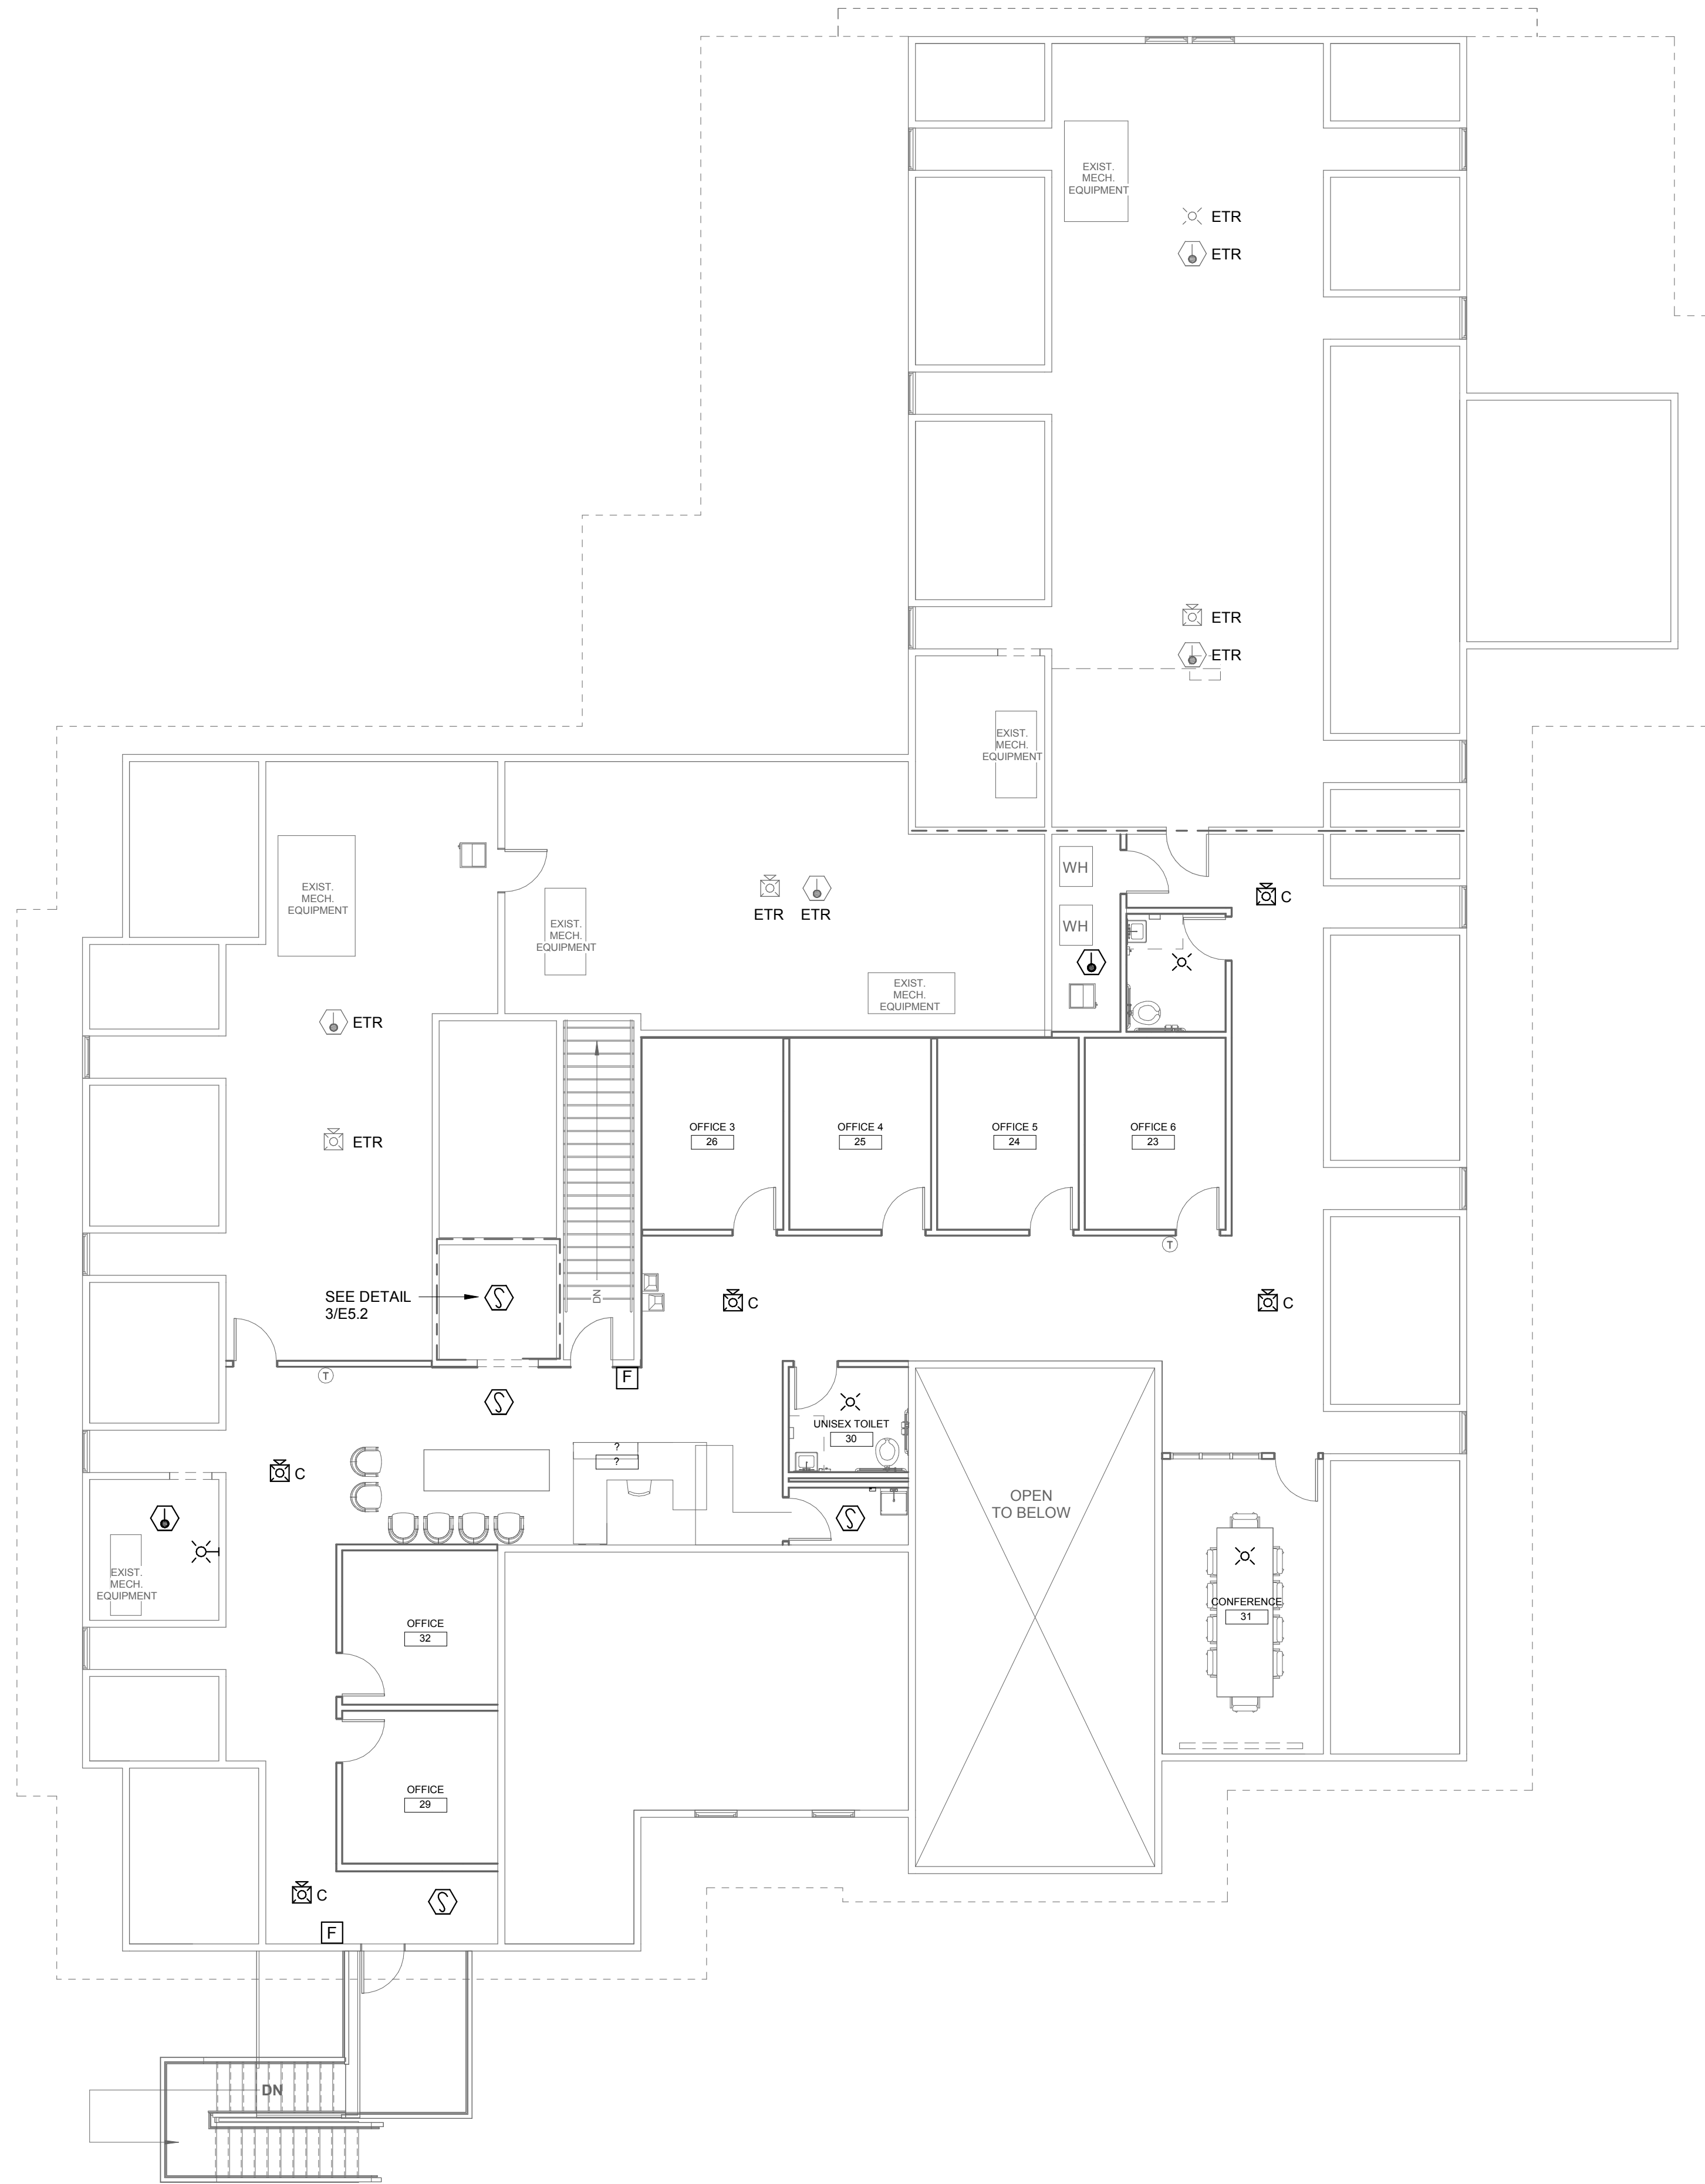 EXIST.
MECH.
EQUIPMENT
ETR
ETR
ETR
ETR
EXIST.
MECH.
EQUIPMENT
EXIST.
MECH.
EQUIPMENT
EXIST.
MECH.
EQUIPMENT
ETR ETR
WH
WH
C
EXIST.
MECH.
EQUIPMENT
ETR
ETR
OFFICE 3
26
OFFICE 4
25
OFFICE 5
24
OFFICE 6
23
T
SEE DETAIL
3/E5.2
S
DN
C
C
T
F
S
UNISEX TOILET
30
?
?
C
S
OPEN
TO BELOW
EXIST.
MECH.
EQUIPMENT
CONFERENCE
31
OFFICE
32
OFFICE
29
C
S
F
DN